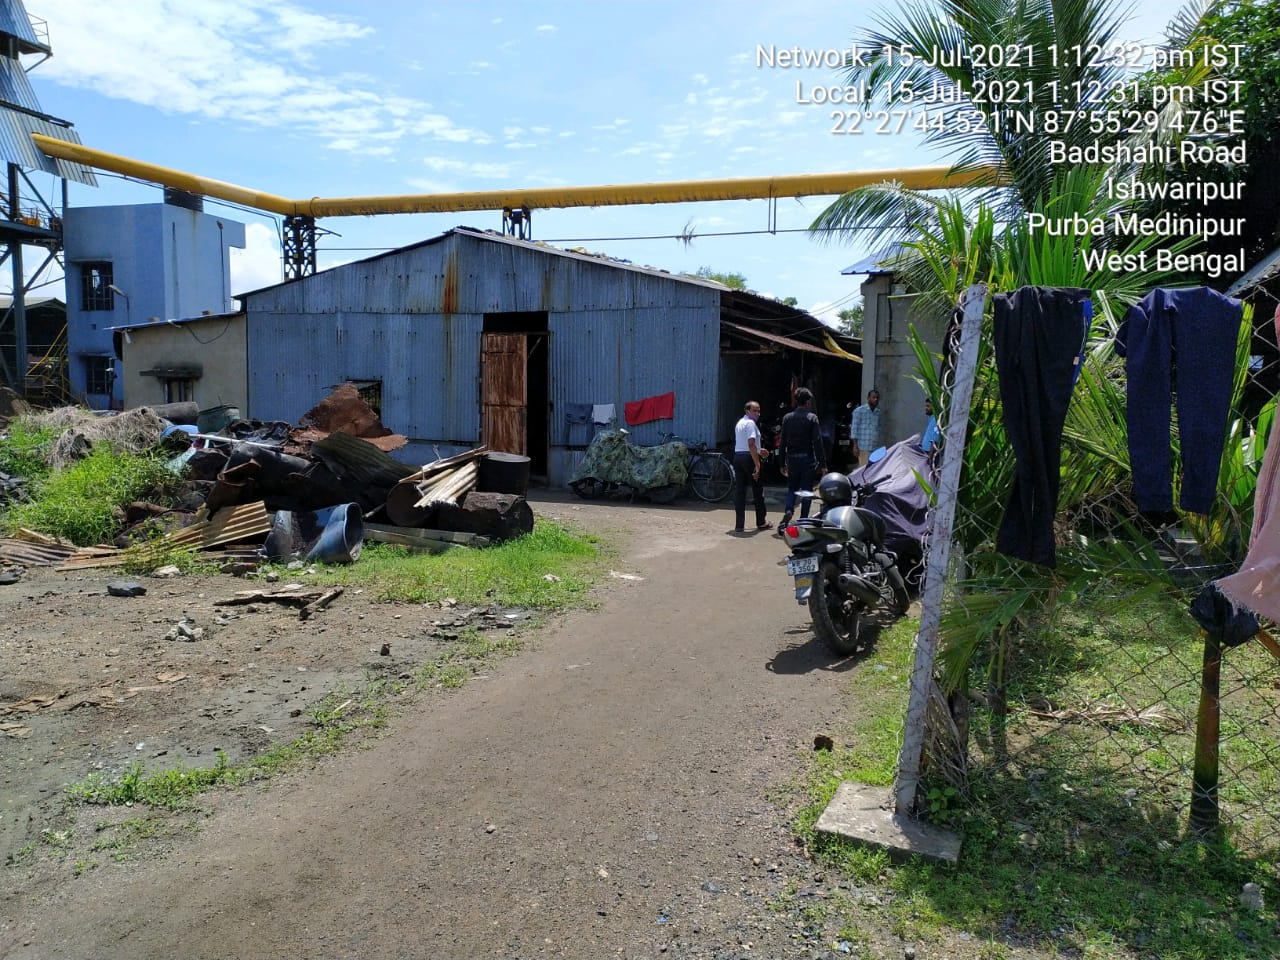 Network: 15-Jul-2021 1:12:32 pm IST
Local: 15-Jul-2021 1:12:31 pm IST
22°27'44.521"N 87°55'29.476"E
Badshahi Road
Ishwaripur
Purba Medinipur
West Bengal